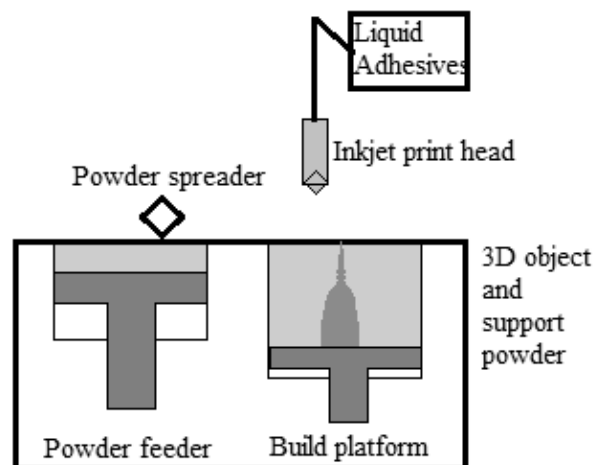 Liquid
Adhesives
Inkjet print head
Powder spreader
3D object
and
support
powder
Powder feeder
Build platform